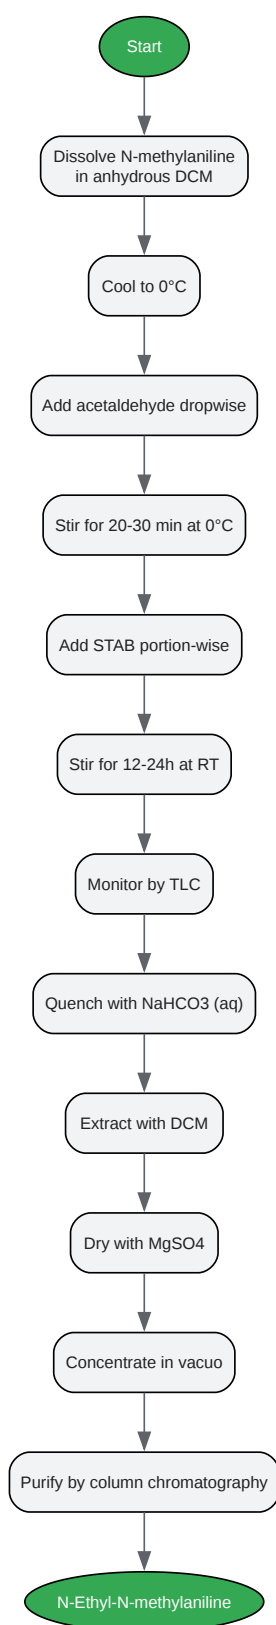 Start
Dissolve N-methylaniline
in anhydrous DCM
Cool to 0°C
Add acetaldehyde dropwise
Stir for 20-30 min at 0°C
Add STAB portion-wise
Stir for 12-24h at RT
Monitor by TLC
Quench with NaHCO3 (aq)
Extract with DCM
Dry with MgSO4
Concentrate in vacuo
Purify by column chromatography
N-Ethyl-N-methylaniline